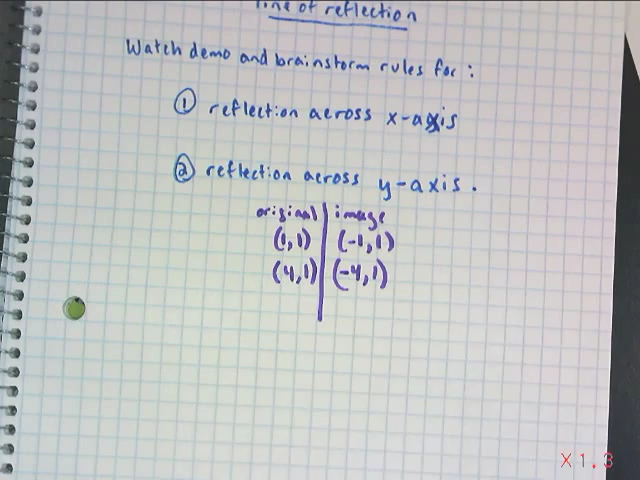 line of reflection
Watch demo and brainstorm rules for :
① reflection across x-axis
② reflection across y-axis.
original | image
(1,1) | (-1,1)
(4,1) | (-4,1)
X1.3